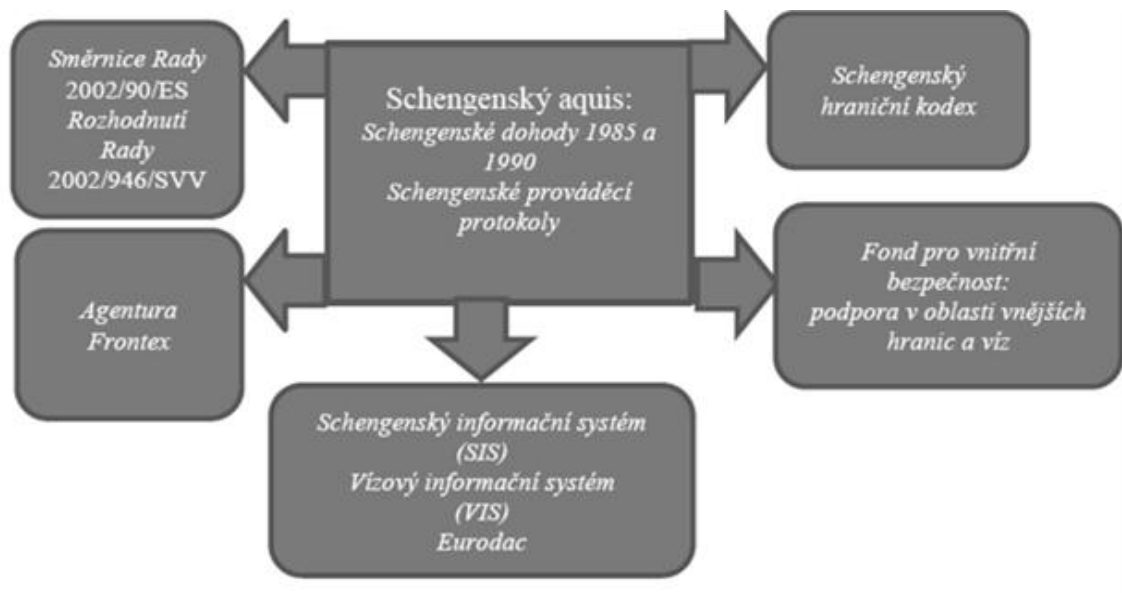 Směrnice Rady
2002/90/ES
Rozhodnutí
Rady
2002/946/SVV
Schengenský aquis:
Schengenské dohody 1985 a
1990
Schengenské prováděcí
protokoly
Schengenský
hraniční kodex
Agentura
Frontex
Fond pro vnitřní
bezpečnost:
podpora v oblasti vnějších
hranic a víz
Schengenský informační systém
(SIS)
Vízový informační systém
(VIS)
Eurodac